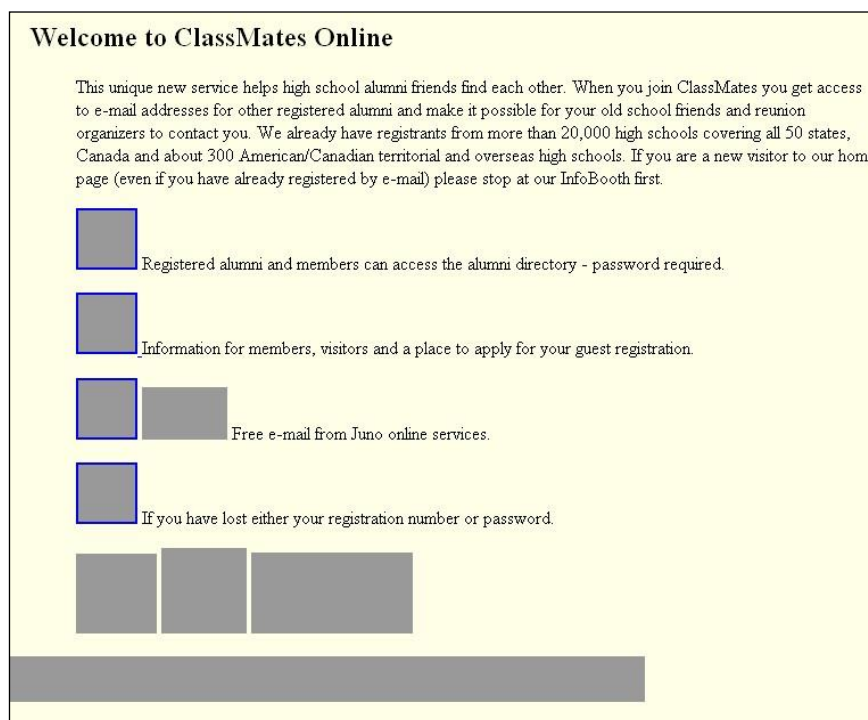 Welcome to ClassMates Online
This unique new service helps high school alumni friends find each other. When you join ClassMates you get access
to e-mail addresses for other registered alumni and make it possible for your old school friends and reunion
organizers to contact you. We already have registrants from more than 20,000 high schools covering all 50 states,
Canada and about 300 American/Canadian territorial and overseas high schools. If you are a new visitor to our hom
page (even if you have already registered by e-mail) please stop at our InfoBooth first.
Registered alumni and members can access the alumni directory - password required.
Information for members, visitors and a place to apply for your guest registration.
Free e-mail from Juno online services.
If you have lost either your registration number or password.